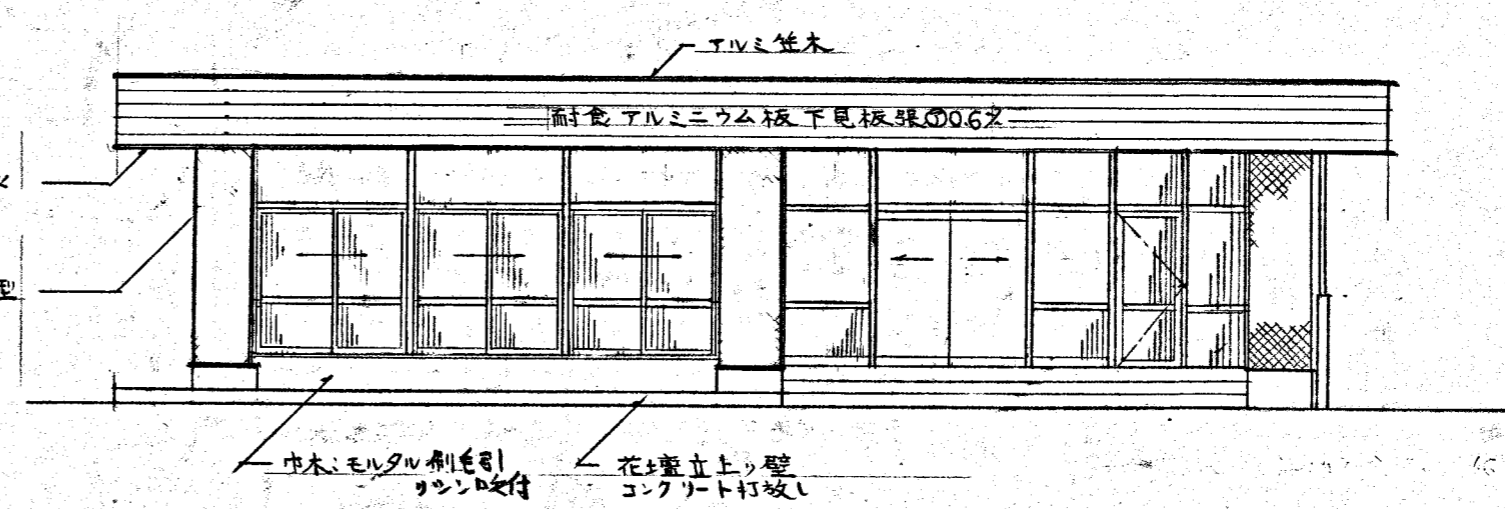 アルミ笠木
耐食アルミニウム板下見板張 ⑦0.6%
型
巾木:モルタル刷毛引
リシン吹付
花壇立上り壁
コンクリート打放し